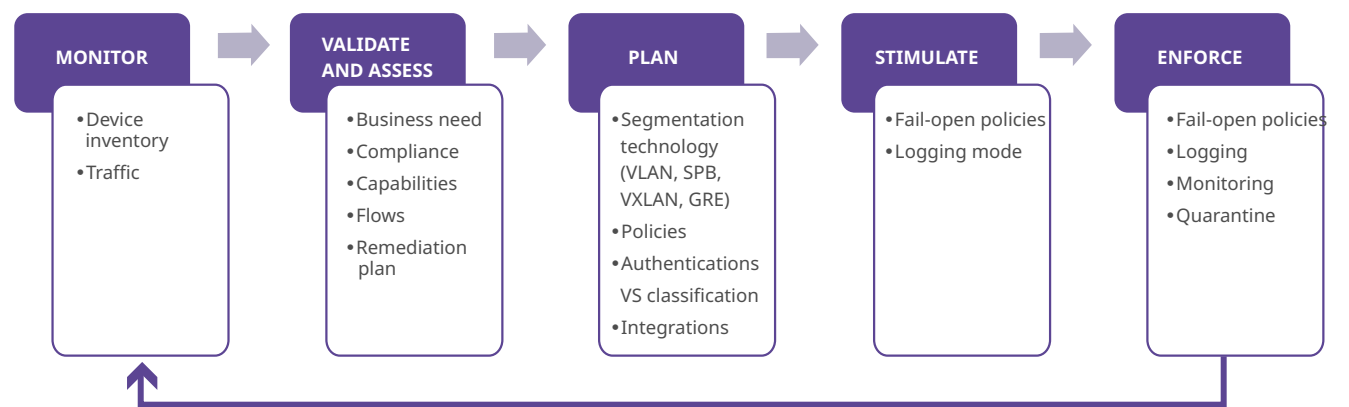 MONITOR
•Device
inventory
•Traffic
VALIDATE
AND ASSESS
•Business need
•Compliance
•Capabilities
•Flows
•Remediation
plan
PLAN
•Segmentation
technology
(VLAN, SPB,
VXLAN, GRE)
•Policies
•Authentications
VS classification
•Integrations
STIMULATE
•Fail-open policies
•Logging mode
ENFORCE
•Fail-open policies
•Logging
•Monitoring
•Quarantine